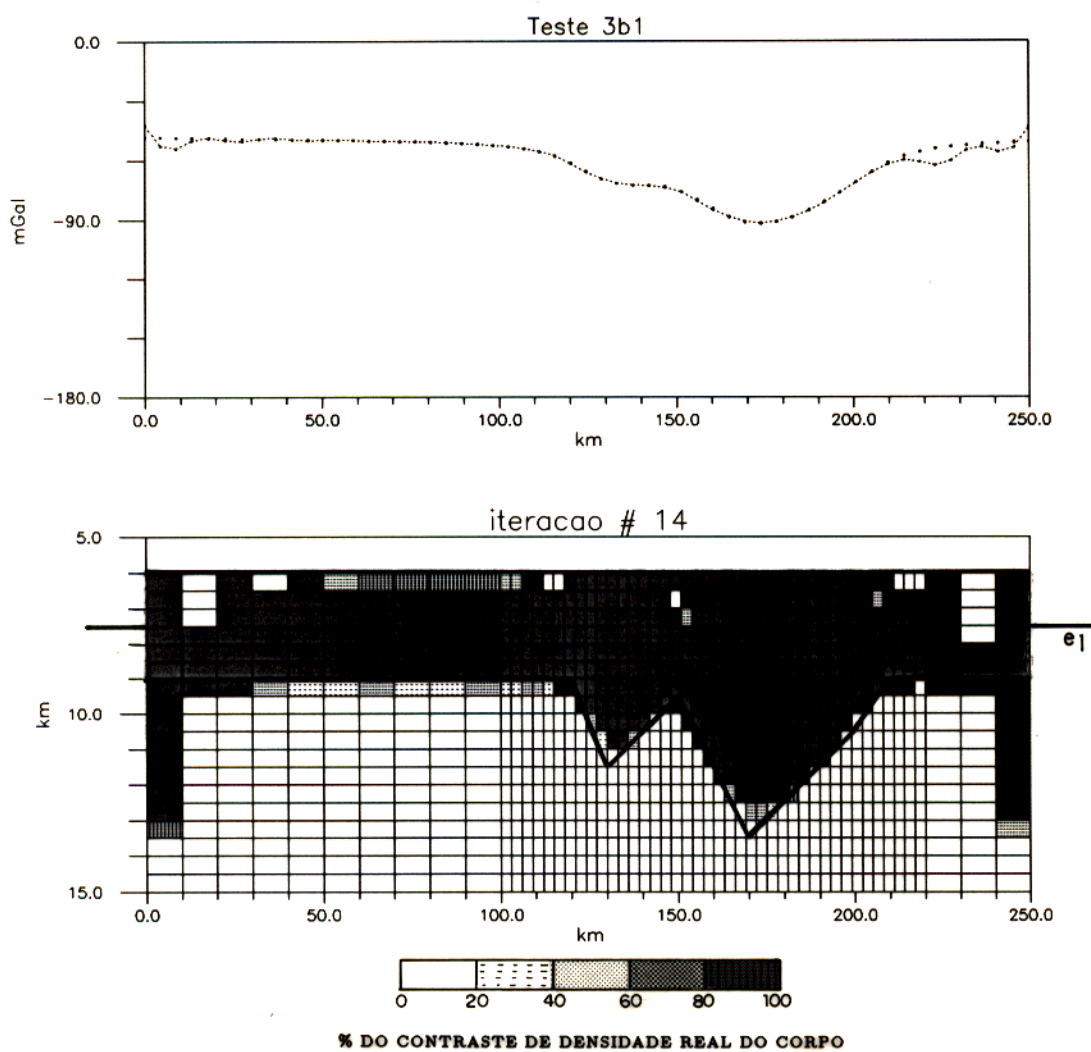 Teste 3b1
0.0
-90.0
-180.0
mGal
0.0 50.0 100.0 150.0 200.0 250.0
km
iteracao # 14
5.0
10.0
15.0
km
e1
0.0 50.0 100.0 150.0 200.0 250.0
km
0 20 40 60 80 100
% DO CONTRASTE DE DENSIDADE REAL DO CORPO